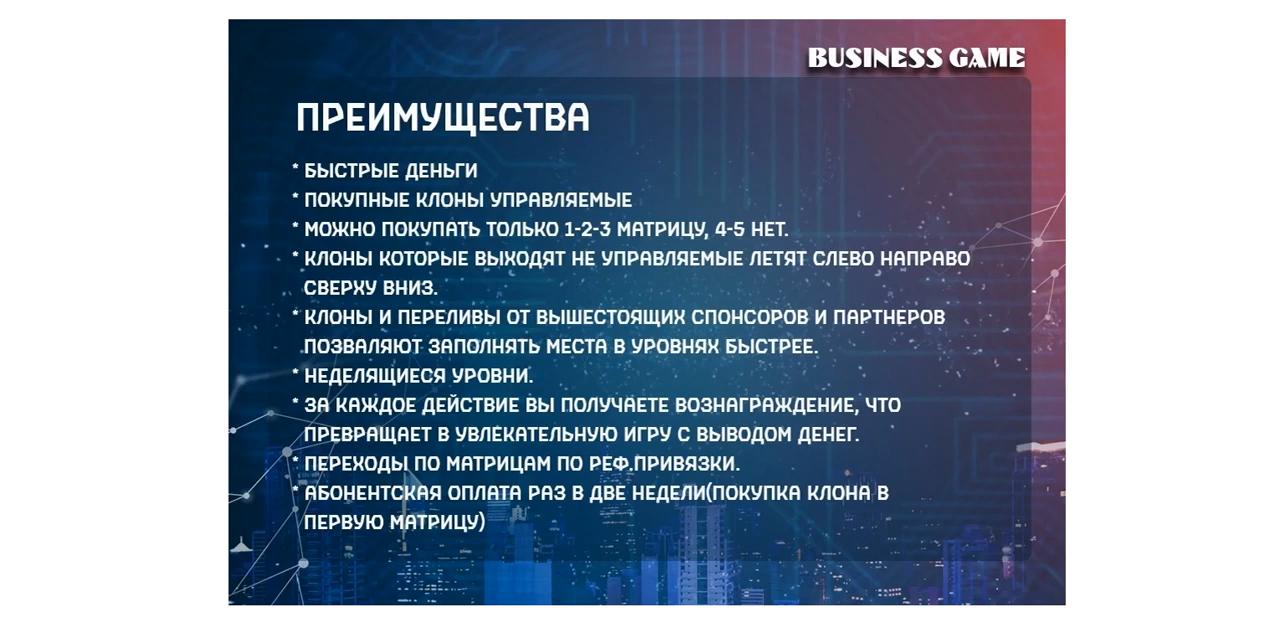 BUSINESS GAME
ПРЕИМУЩЕСТВА
* БЫСТРЫЕ ДЕНЬГИ
* ПОКУПНЫЕ КЛОНЫ УПРАВЛЯЕМЫЕ
* МОЖНО ПОКУПАТЬ ТОЛЬКО 1-2-3 МАТРИЦУ, 4-5 НЕТ.
* КЛОНЫ КОТОРЫЕ ВЫХОДЯТ НЕ УПРАВЛЯЕМЫЕ ЛЕТЯТ СЛЕВО НАПРАВО
СВЕРХУ ВНИЗ.
* КЛОНЫ И ПЕРЕЛИВЫ ОТ ВЫШЕСТОЯЩИХ СПОНСОРОВ И ПАРТНЕРОВ
ПОЗВАЛЯЮТ ЗАПОЛНЯТЬ МЕСТА В УРОВНЯХ БЫСТРЕЕ.
* НЕДЕЛЯЩИЕСЯ УРОВНИ.
* ЗА КАЖДОЕ ДЕЙСТВИЕ ВЫ ПОЛУЧАЕТЕ ВОЗНАГРАЖДЕНИЕ, ЧТО
ПРЕВРАЩАЕТ В УВЛЕКАТЕЛЬНУЮ ИГРУ С ВЫВОДОМ ДЕНЕГ.
* ПЕРЕХОДЫ ПО МАТРИЦАМ ПО РЕФ.ПРИВЯЗКИ.
* АБОНЕНТСКАЯ ОПЛАТА РАЗ В ДВЕ НЕДЕЛИ(ПОКУПКА КЛОНА В
ПЕРВУЮ МАТРИЦУ)